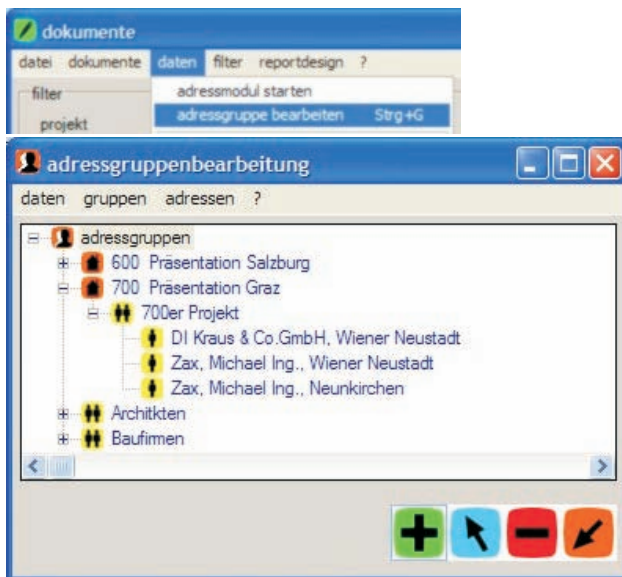 dokumente
datei dokumente daten filter reportdesign ?
filter
adressmodul starten
adressgruppe bearbeiten Strg+G
projekt
adressgruppenbearbeitung
daten gruppen adressen ?
adressgruppen
600 Präsentation Salzburg
700 Präsentation Graz
700er Projekt
DI Kraus & Co.GmbH, Wiener Neustadt
Zax, Michael Ing., Wiener Neustadt
Zax, Michael Ing., Neunkirchen
Architkten
Baufirmen